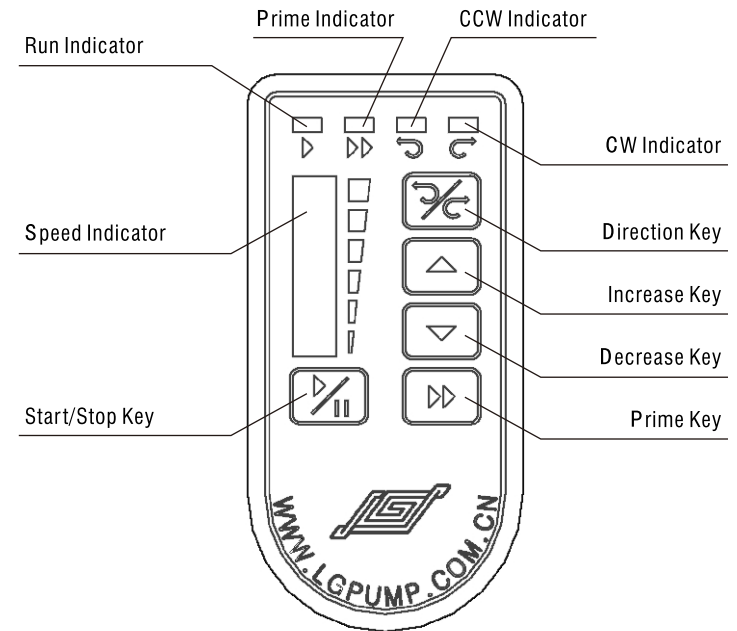 Prime Indicator
CCW Indicator
Run Indicator
CW Indicator
Speed Indicator
Direction Key
Increase Key
Decrease Key
Start/Stop Key
Prime Key
WWW.LGPUMP.COM.CN